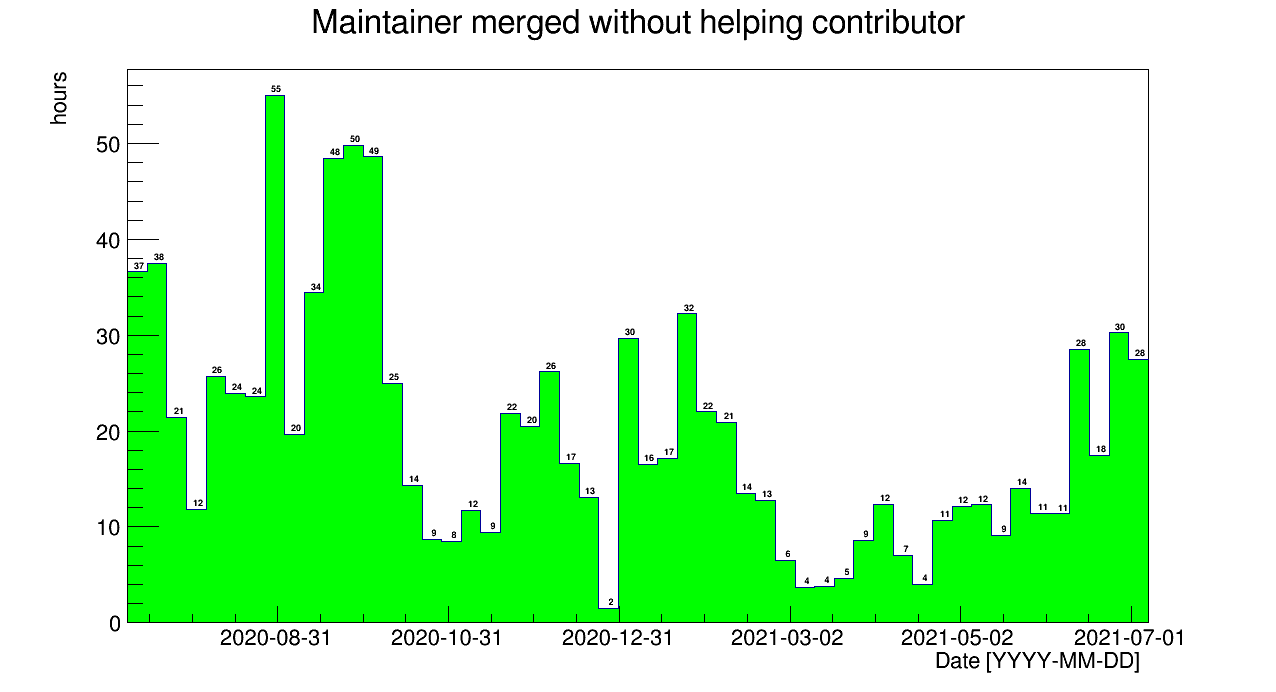 Maintainer merged without helping contributor
hours
50
40
30
20
10
0
37 38 21 12 26 24 24 55 20 34 48 50 49 25 14 9 8 12 9 22 20 26 17 13 2 30 16 17 32 22 21 14 13 6 4 4 5 9 12 7 4 11 12 12 9 14 11 11 28 18 30 28
2020-08-31 2020-10-31 2020-12-31 2021-03-02 2021-05-02 2021-07-01
Date [YYYY-MM-DD]